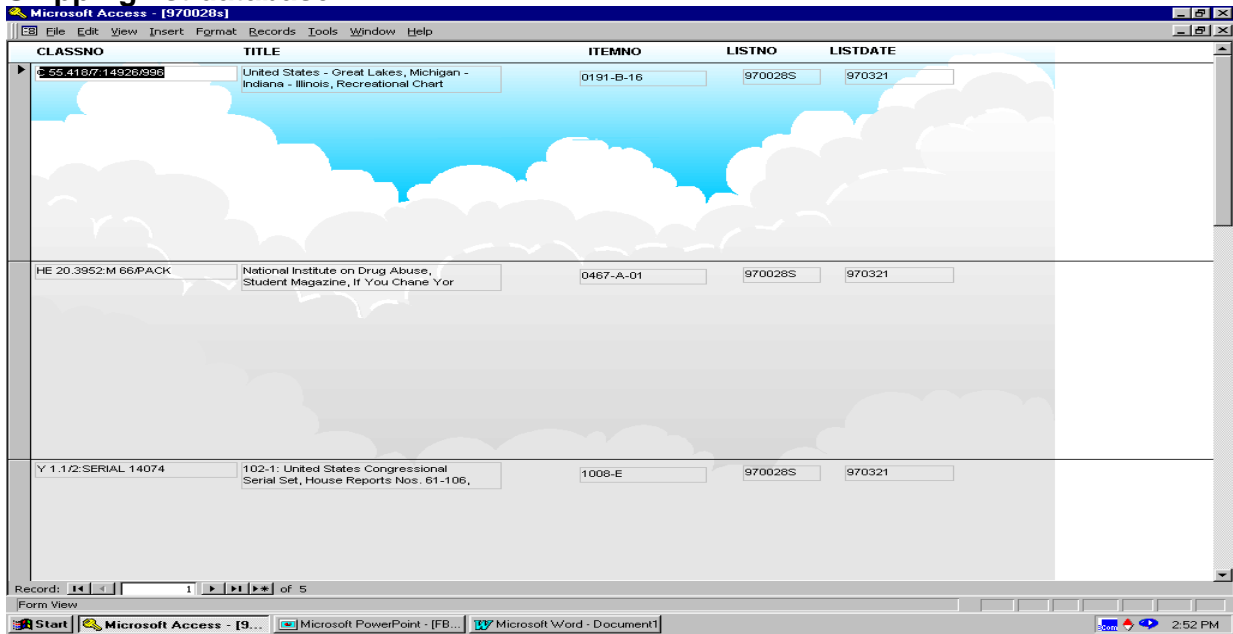 Microsoft Access - [970028s]
File Edit View Insert Format Records Tools Window Help
CLASSNO TITLE ITEMNO LISTNO LISTDATE
C 55.418/7:14926/996 United States - Great Lakes, Michigan - 0191-B-16 970028S 970321
Indiana - Illinois, Recreational Chart
HE 20.3952:M 66/PACK National Institute on Drug Abuse, 0467-A-01 970028S 970321
Student Magazine, If You Chane Yor
Y 1.1/2:SERIAL 14074 102-1: United States Congressional 1008-E 970028S 970321
Serial Set, House Reports Nos. 61-106,
Record: 1 of 5
Form View
Start Microsoft Access - [9... Microsoft PowerPoint - [FB... Microsoft Word - Document1 2:52 PM